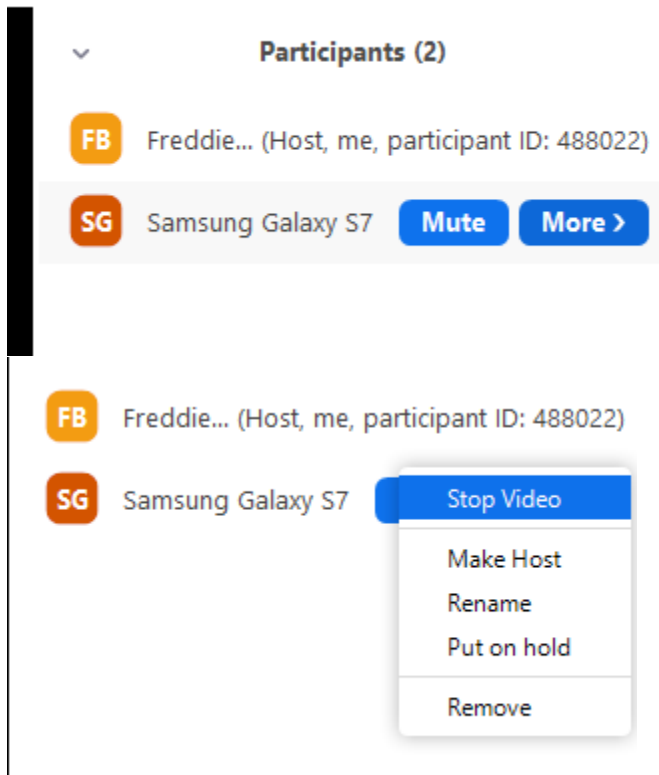 Participants (2)
FB Freddie... (Host, me, participant ID: 488022)
SG Samsung Galaxy S7 Mute More >
FB Freddie... (Host, me, participant ID: 488022)
SG Samsung Galaxy S7 Stop Video
Make Host
Rename
Put on hold
Remove